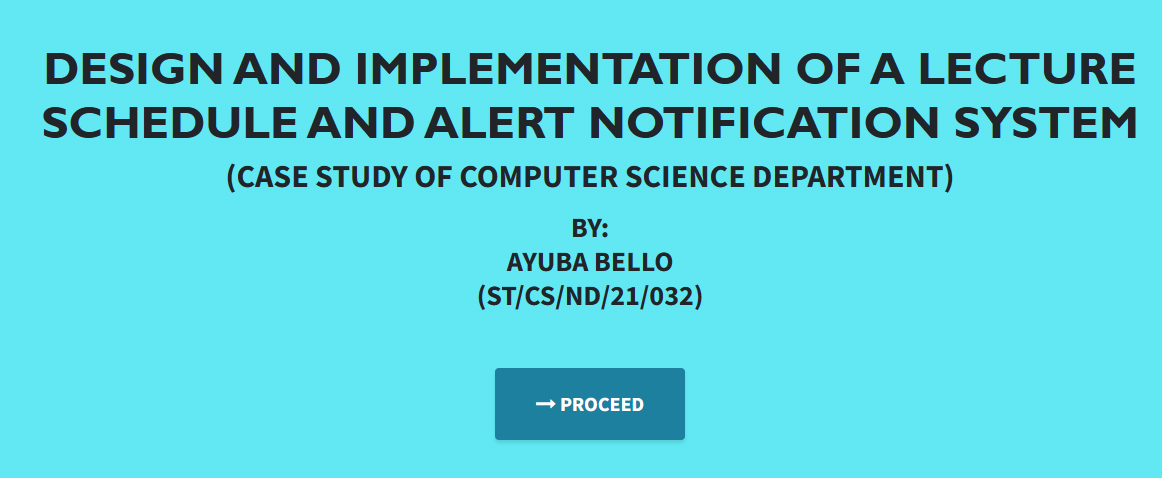 DESIGN AND IMPLEMENTATION OF A LECTURE
SCHEDULE AND ALERT NOTIFICATION SYSTEM
(CASE STUDY OF COMPUTER SCIENCE DEPARTMENT)
BY:
AYUBA BELLO
(ST/CS/ND/21/032)
→ PROCEED